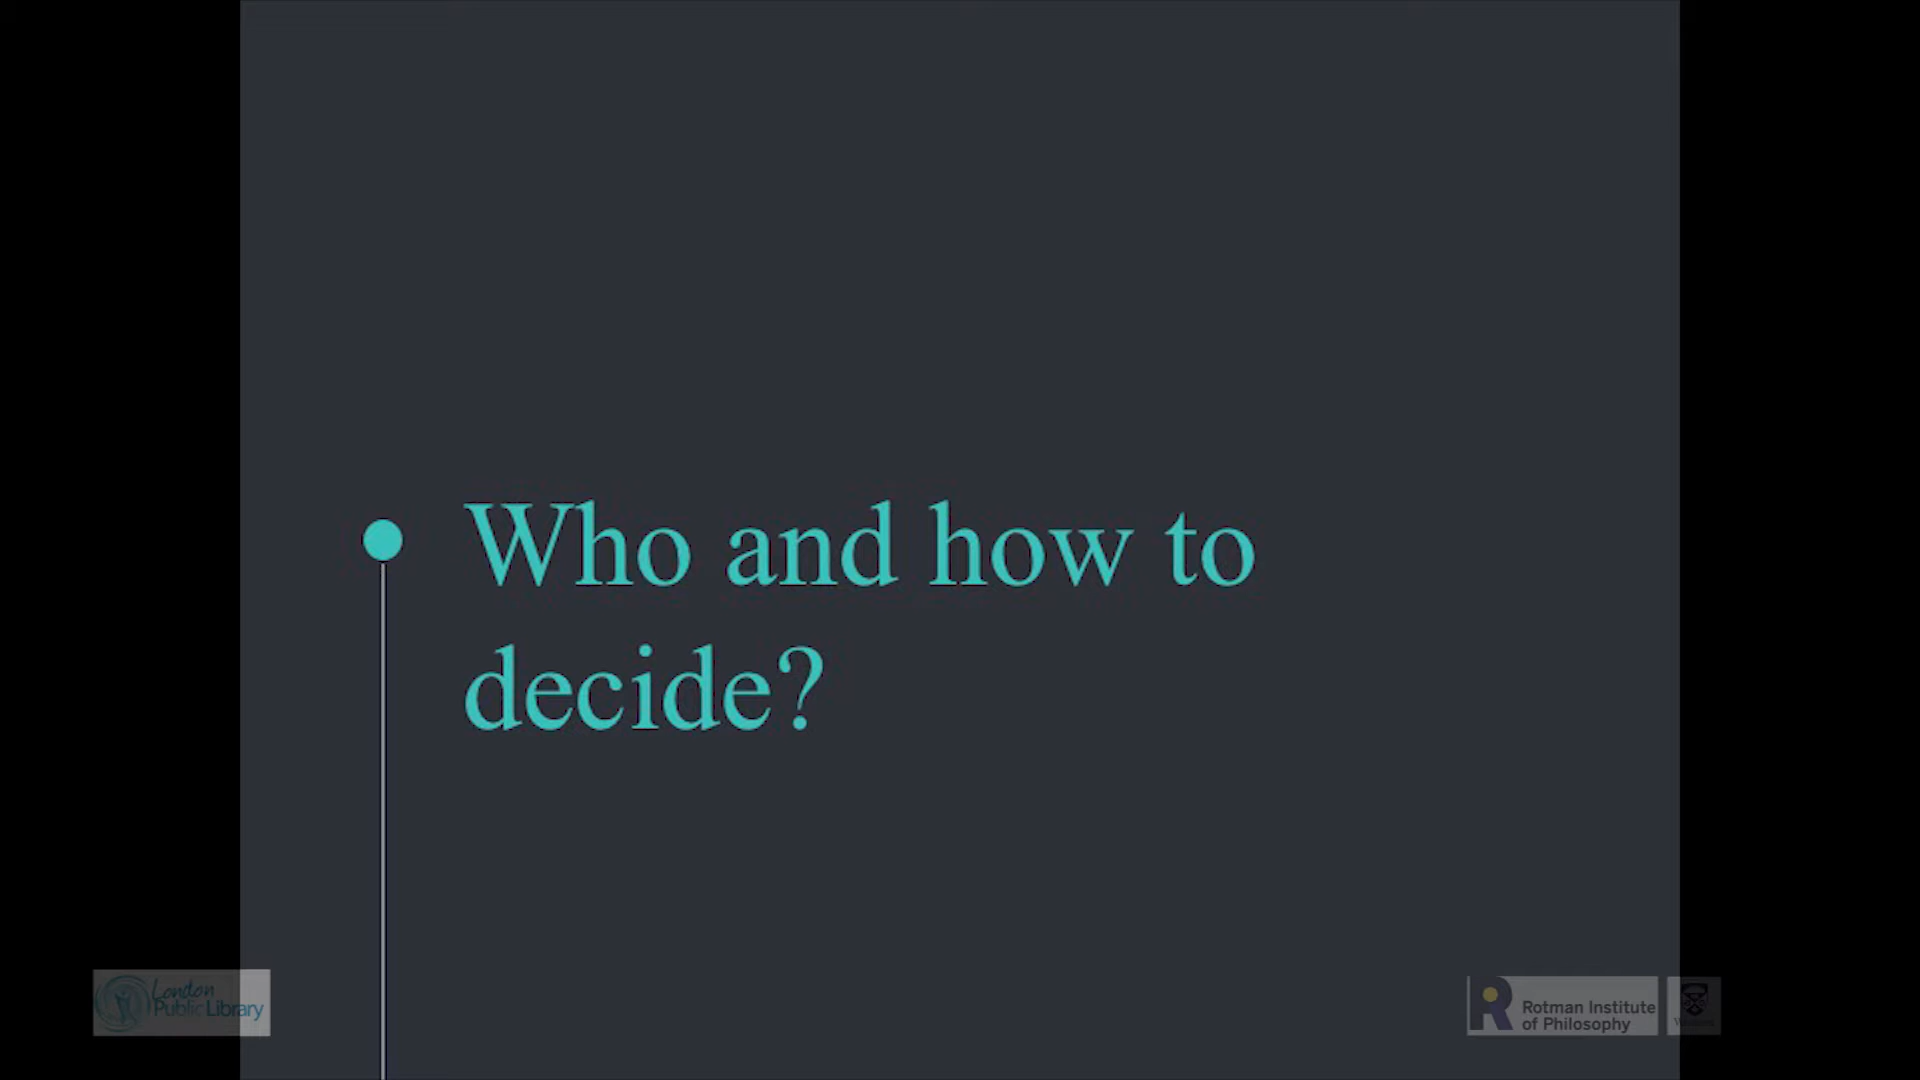 Who and how to
decide?
London
Public Library
Rotman Institute
of Philosophy